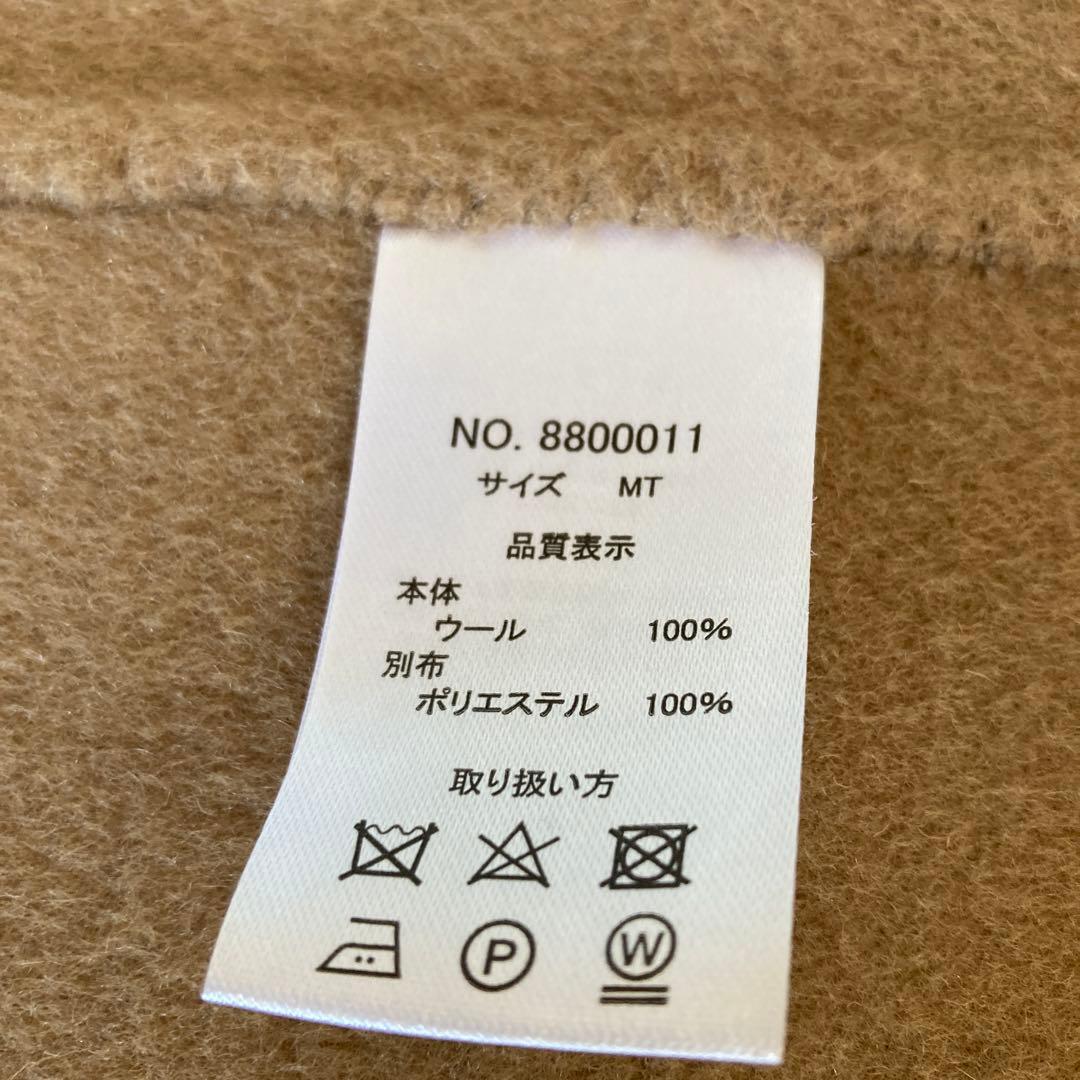 NO. 8800011
サイズ MT
品質表示
本体
ウール 100%
別布
ポリエステル 100%
取り扱い方
P W